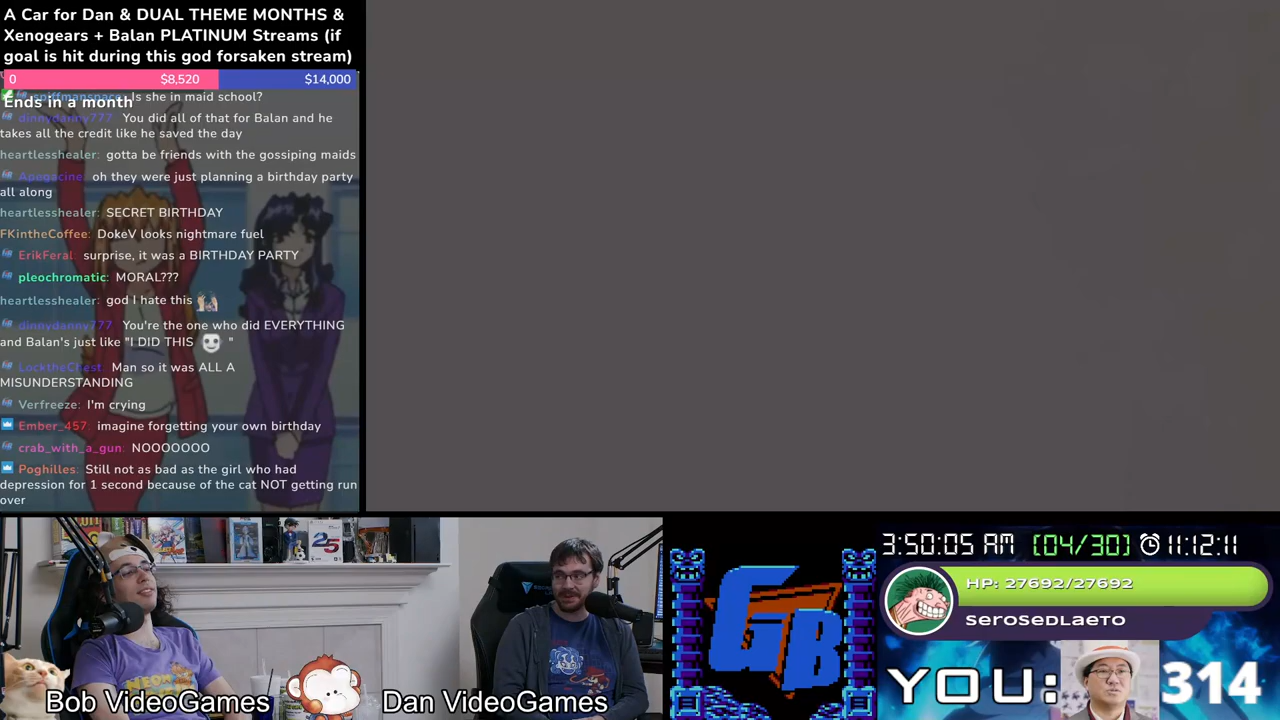 A Car for Dan & DUAL THEME MONTHS &
Xenogears + Balan PLATINUM Streams (if
goal is hit during this god forsaken stream)
0 $8,520 $14,000
Ends in a month
spiffmanspace: Is she in maid school?
dinnydanny777 You did all of that for Balan and he
takes all the credit like he saved the day
heartlesshealer: gotta be friends with the gossiping maids
Apegacine: oh they were just planning a birthday party
all along
heartlesshealer: SECRET BIRTHDAY
FKintheCoffee: DokeV looks nightmare fuel
ErikFeral: surprise, it was a BIRTHDAY PARTY
pleochromatic: MORAL???
heartlesshealer: god I hate this
dinnydanny777 You're the one who did EVERYTHING
and Balan's just like "I DID THIS "
LocktheChest: Man so it was ALL A
MISUNDERSTANDING
Verfreeze: I'm crying
Ember_457: imagine forgetting your own birthday
crab_with_a_gun: NOOOOOOO
Poghilles: Still not as bad as the girl who had
depression for 1 second because of the cat NOT getting run
over
25
Bob VideoGames
Dan VideoGames
GB
3:50:05 AM [04/30] 11:12:11
HP: 27692/27692
SeroSedLaeto
YOU: 314